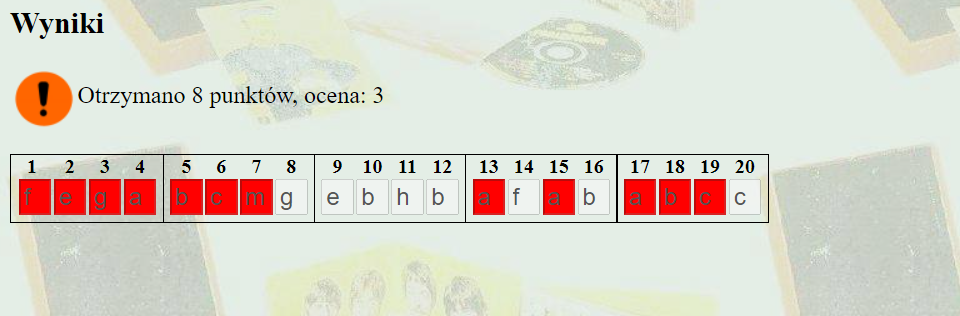 Wyniki
! Otrzymano 8 punktów, ocena: 3
1 2 3 4 5 6 7 8 9 10 11 12 13 14 15 16 17 18 19 20
f e g a b c m g e b h b a f a b a b c c